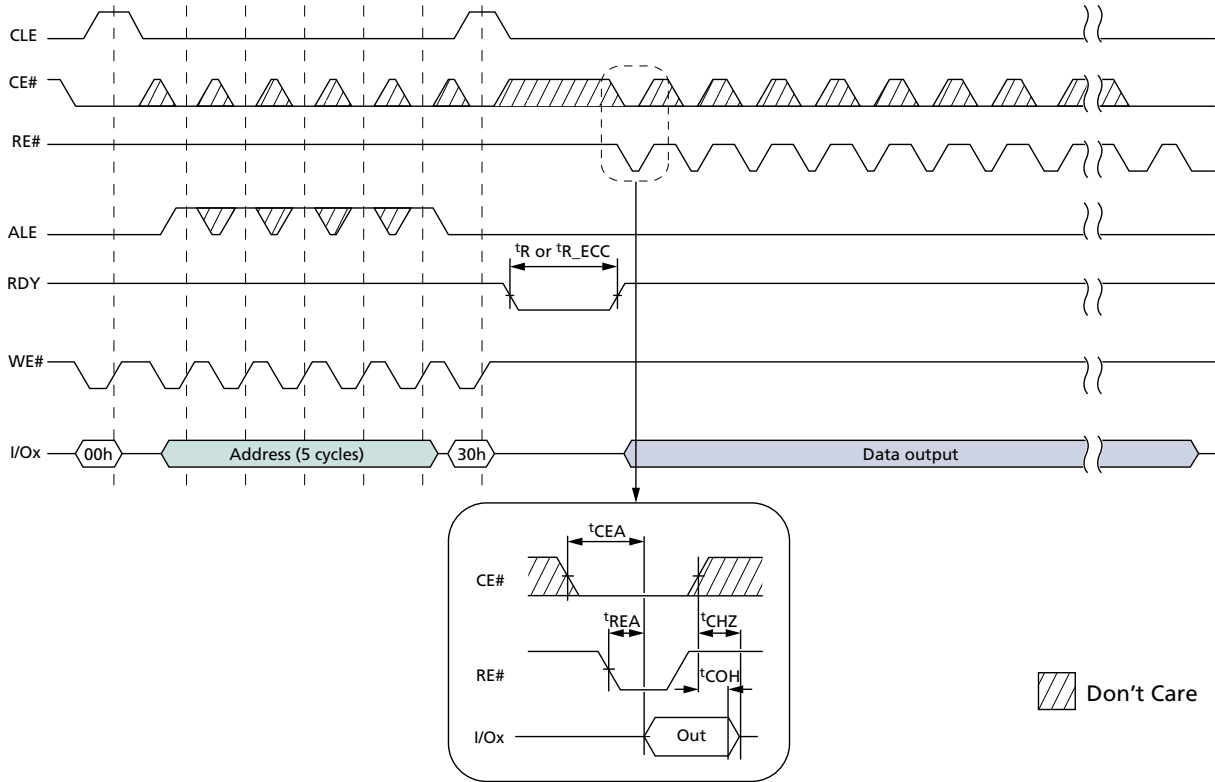 CLE
CE#
RE#
ALE
tR or tR_ECC
RDY
WE#
I/Ox 00h Address (5 cycles) 30h Data output
tCEA
CE#
tREA tCHZ
RE#
tCOH
Don't Care
I/Ox Out